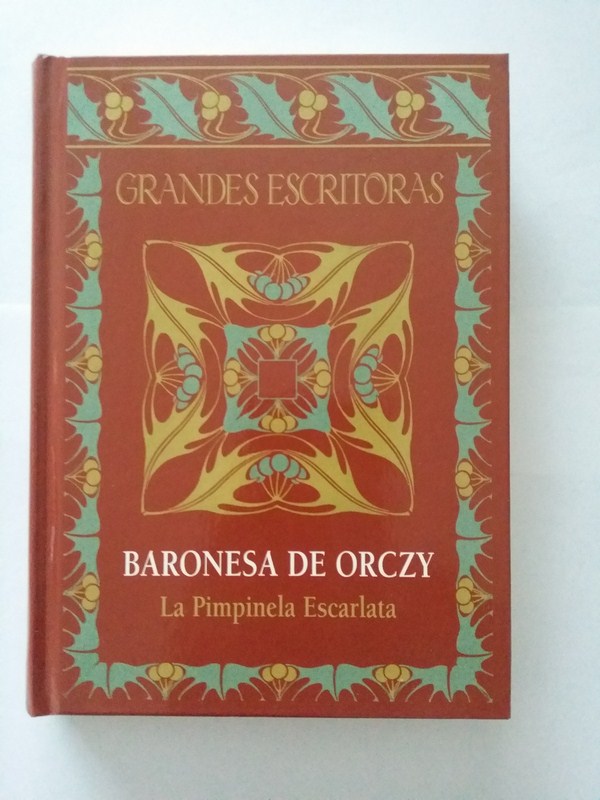 GRANDES ESCRITORAS
BARONESA DE ORCZY
La Pimpinela Escarlata